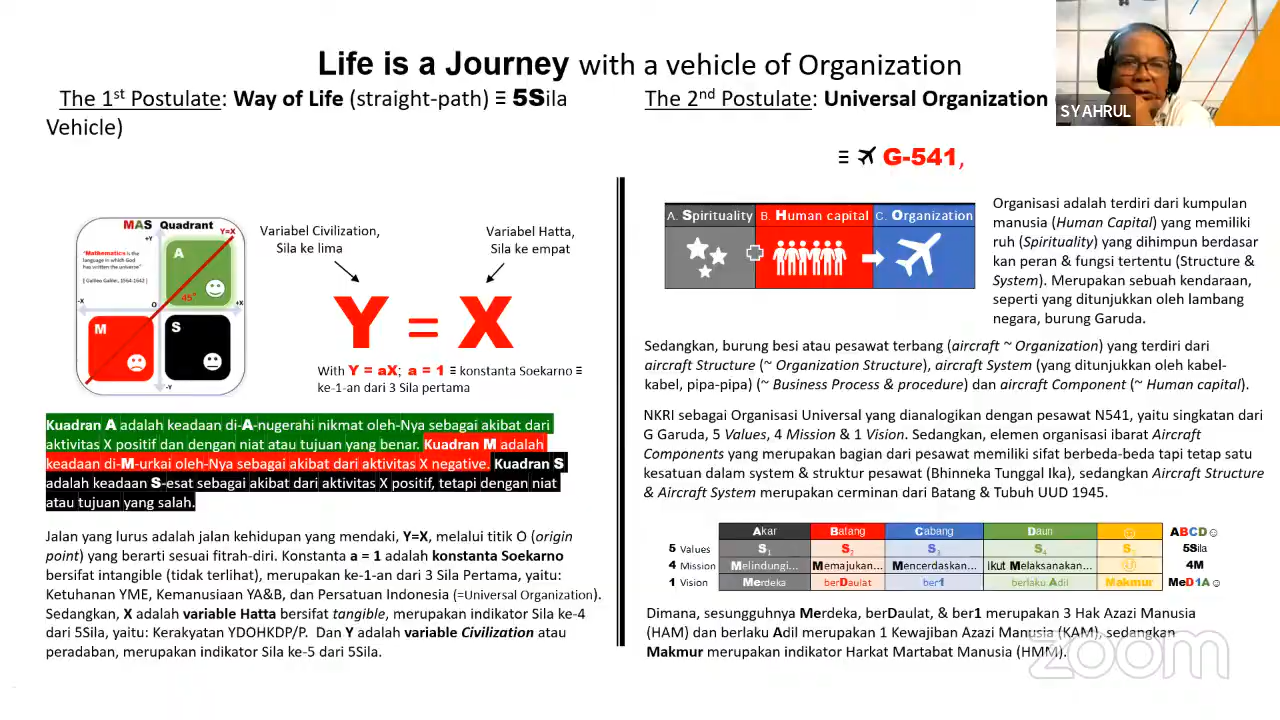 Life is a Journey with a vehicle of Organization
The 1st Postulate: Way of Life (straight-path) ≡ 5Sila
Vehicle)
The 2nd Postulate: Universal Organization
≡ ✈ G-541,
SYAHRUL
MAS Quadrant
+Y
Y=X
"Mathematics is the
language in which God
has written the universe"
[ Galileo Galilei, 1564-1642 ]
A
45°
-X
O
+X
M
S
-Y
Variabel Civilization,
Sila ke lima
Variabel Hatta,
Sila ke empat
Y = X
With Y = aX; a = 1 ≡ konstanta Soekarno ≡
ke-1-an dari 3 Sila pertama
Kuadran A adalah keadaan di-A-nugerahi nikmat oleh-Nya sebagai akibat dari
aktivitas X positif dan dengan niat atau tujuan yang benar. Kuadran M adalah
keadaan di-M-urkai oleh-Nya sebagai akibat dari aktivitas X negative. Kuadran S
adalah keadaan S-esat sebagai akibat dari aktivitas X positif, tetapi dengan niat
atau tujuan yang salah.
Jalan yang lurus adalah jalan kehidupan yang mendaki, Y=X, melalui titik O (origin
point) yang berarti sesuai fitrah-diri. Konstanta a = 1 adalah konstanta Soekarno
bersifat intangible (tidak terlihat), merupakan ke-1-an dari 3 Sila Pertama, yaitu:
Ketuhanan YME, Kemanusiaan YA&B, dan Persatuan Indonesia (=Universal Organization).
Sedangkan, X adalah variable Hatta bersifat tangible, merupakan indikator Sila ke-4
dari 5Sila, yaitu: Kerakyatan YDOHKDP/P. Dan Y adalah variable Civilization atau
peradaban, merupakan indikator Sila ke-5 dari 5Sila.
A. Spirituality B. Human capital C. Organization
Organisasi adalah terdiri dari kumpulan
manusia (Human Capital) yang memiliki
ruh (Spirituality) yang dihimpun berdasar
kan peran & fungsi tertentu (Structure &
System). Merupakan sebuah kendaraan,
seperti yang ditunjukkan oleh lambang
negara, burung Garuda.
Sedangkan, burung besi atau pesawat terbang (aircraft ~ Organization) yang terdiri dari
aircraft Structure (~ Organization Structure), aircraft System (yang ditunjukkan oleh kabel-
kabel, pipa-pipa) (~ Business Process & procedure) dan aircraft Component (~ Human capital).
NKRI sebagai Organisasi Universal yang dianalogikan dengan pesawat N541, yaitu singkatan dari
G Garuda, 5 Values, 4 Mission & 1 Vision. Sedangkan, elemen organisasi ibarat Aircraft
Components yang merupakan bagian dari pesawat memiliki sifat berbeda-beda tapi tetap satu
kesatuan dalam system & struktur pesawat (Bhinneka Tunggal Ika), sedangkan Aircraft Structure
& Aircraft System merupakan cerminan dari Batang & Tubuh UUD 1945.
Akar Batang Cabang Daun ☺ ABCD☺
5 Values S1 S2 S3 S4 S5 5Sila
4 Mission Melindungi... Memajukan... Mencerdaskan... ikut Melaksanakan... 4M
1 Vision Merdeka berDaulat ber1 berlaku Adil Makmur MeD1A☺
Dimana, sesungguhnya Merdeka, berDaulat, & ber1 merupakan 3 Hak Azazi Manusia
(HAM) dan berlaku Adil merupakan 1 Kewajiban Azazi Manusia (KAM), sedangkan
Makmur merupakan indikator Harkat Martabat Manusia (HMM).
zoom